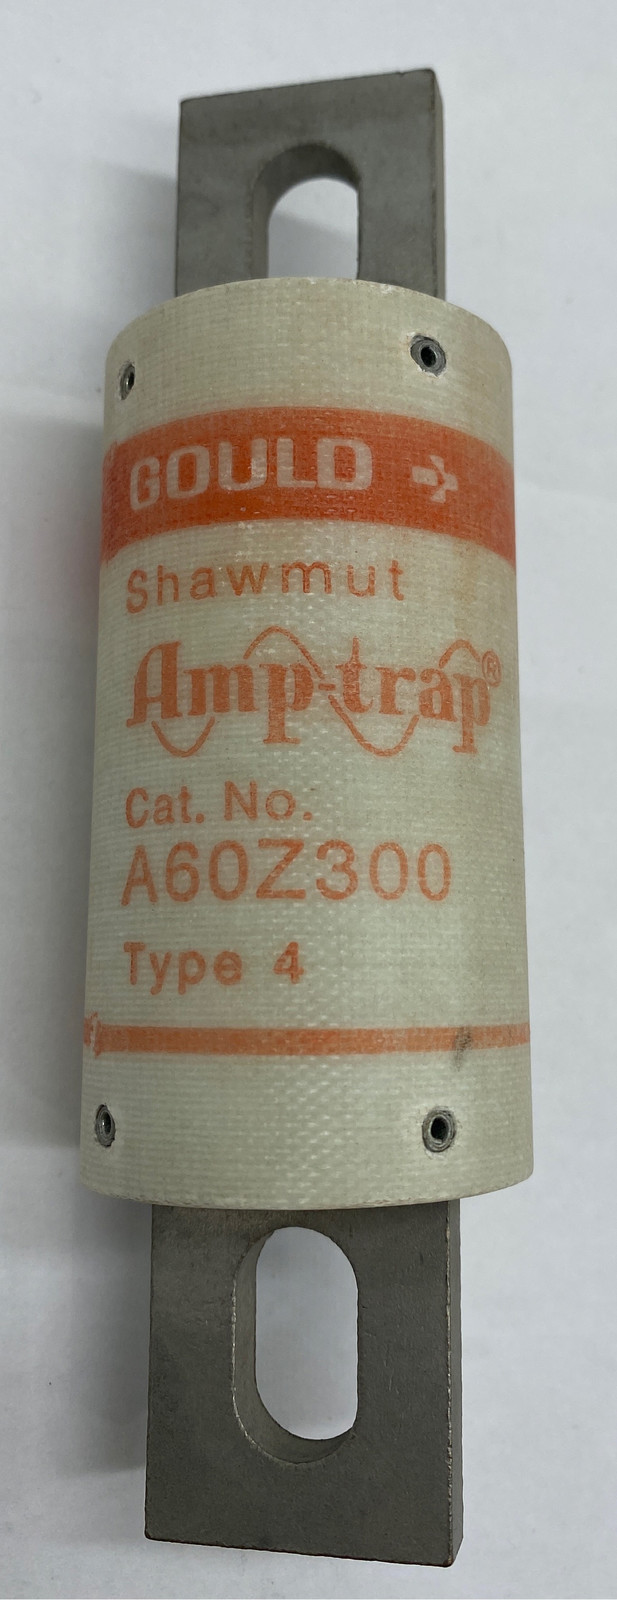 GOULD
Shawmut
Amp-trap®
Cat. No.
A60Z300
Type 4